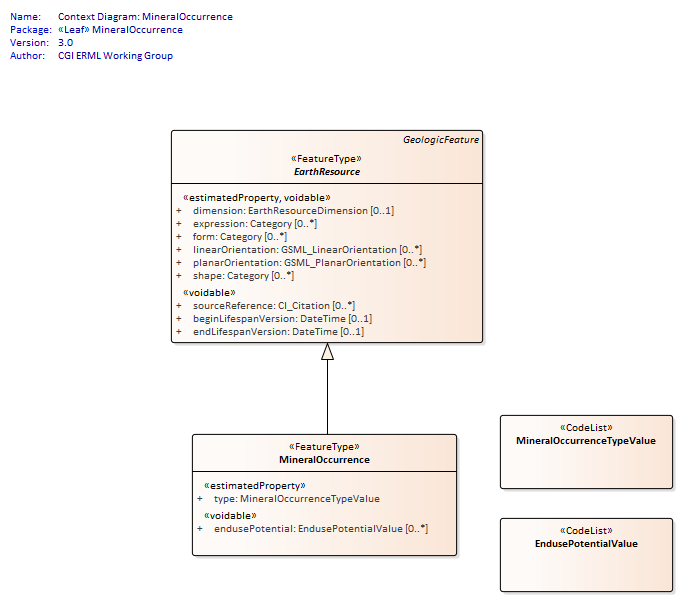 Name: Context Diagram: MineralOccurrence
Package: «Leaf» MineralOccurrence
Version: 3.0
Author: CGI ERML Working Group
GeologicFeature
«FeatureType»
EarthResource
«estimatedProperty, voidable»
+ dimension: EarthResourceDimension [0..1]
+ expression: Category [0..*]
+ form: Category [0..*]
+ linearOrientation: GSML_LinearOrientation [0..*]
+ planarOrientation: GSML_PlanarOrientation [0..*]
+ shape: Category [0..*]
«voidable»
+ sourceReference: CI_Citation [0..*]
+ beginLifespanVersion: DateTime [0..1]
+ endLifespanVersion: DateTime [0..1]
«FeatureType»
MineralOccurrence
«estimatedProperty»
+ type: MineralOccurrenceTypeValue
«voidable»
+ endusePotential: EndusePotentialValue [0..*]
«CodeList»
MineralOccurrenceTypeValue
«CodeList»
EndusePotentialValue